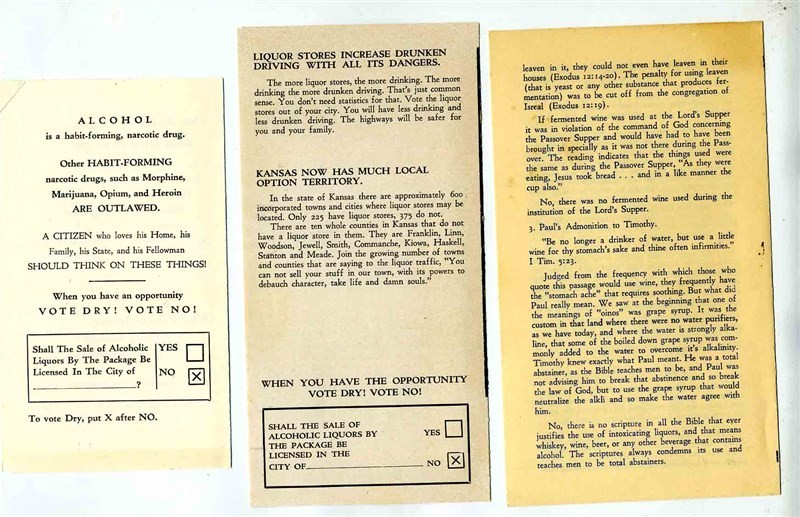 ALCOHOL
is a habit-forming, narcotic drug.
Other HABIT-FORMING
narcotic drugs, such as Morphine,
Marijuana, Opium, and Heroin
ARE OUTLAWED.
A CITIZEN who loves his Home, his
Family, his State, and his Fellowman
SHOULD THINK ON THESE THINGS!
When you have an opportunity
VOTE DRY! VOTE NO!
Shall The Sale of Alcoholic
Liquors By The Package Be
Licensed In The City of
?
YES
NO X
To vote Dry, put X after NO.
LIQUOR STORES INCREASE DRUNKEN
DRIVING WITH ALL ITS DANGERS.
The more liquor stores, the more drinking. The more
drinking the more drunken driving. That's just common
sense. You don't need statistics for that. Vote the liquor
stores out of your city. You will have less drinking and
less drunken driving. The highways will be safer for
you and your family.
KANSAS NOW HAS MUCH LOCAL
OPTION TERRITORY.
In the state of Kansas there are approximately 600
incorporated towns and cities where liquor stores may be
located. Only 225 have liquor stores, 375 do not.
There are ten whole counties in Kansas that do not
have a liquor store in them. They are Franklin, Linn,
Woodson, Jewell, Smith, Commanche, Kiowa, Haskell,
Stanton and Meade. Join the growing number of towns
and counties that are saying to the liquor traffic, "You
can not sell your stuff in our town, with its powers to
debauch character, take life and damn souls."
WHEN YOU HAVE THE OPPORTUNITY
VOTE DRY! VOTE NO!
SHALL THE SALE OF
ALCOHOLIC LIQUORS BY
THE PACKAGE BE
LICENSED IN THE
CITY OF
YES
NO X
leaven in it, they could not even have leaven in their
houses (Exodus 12:14-20). The penalty for using leaven
(that is yeast or any other substance that produces fer-
mentation) was to be cut off from the congregation of
Isreal (Exodus 12:19).
If fermented wine was used at the Lord's Supper
it was in violation of the command of God concerning
the Passover Supper and would have had to have been
brought in specially as it was not there during the Pass-
over. The reading indicates that the things used were
the same as during the Passover Supper, "As they were
eating, Jesus took bread . . . and in a like manner the
cup also."
No, there was no fermented wine used during the
institution of the Lord's Supper.
3. Paul's Admonition to Timothy.
"Be no longer a drinker of water, but use a little
wine for thy stomach's sake and thine often infirmities."
I Tim. 5:23.
Judged from the frequency with which those who
quote this passage would use wine, they frequently have
the "stomach ache" that requires soothing. But what did
Paul really mean. We saw at the beginning that one of
the meanings of "oinos" was grape syrup. It was the
custom in that land where there were no water purifiers,
as we have today, and where the water is strongly alka-
line, that some of the boiled down grape syrup was com-
monly added to the water to overcome it's alkalinity.
Timothy knew exactly what Paul meant. He was a total
abstainer, as the Bible teaches men to be, and Paul was
not advising him to break that abstinence and so break
the law of God, but to use the grape syrup that would
neutralize the alkli and so make the water agree with
him.
No, there is no scripture in all the Bible that ever
justifies the use of intoxicating liquors, and that means
whiskey, wine, beer, or any other beverage that contains
alcohol. The scriptures always condemns its use and
teaches men to be total abstainers.